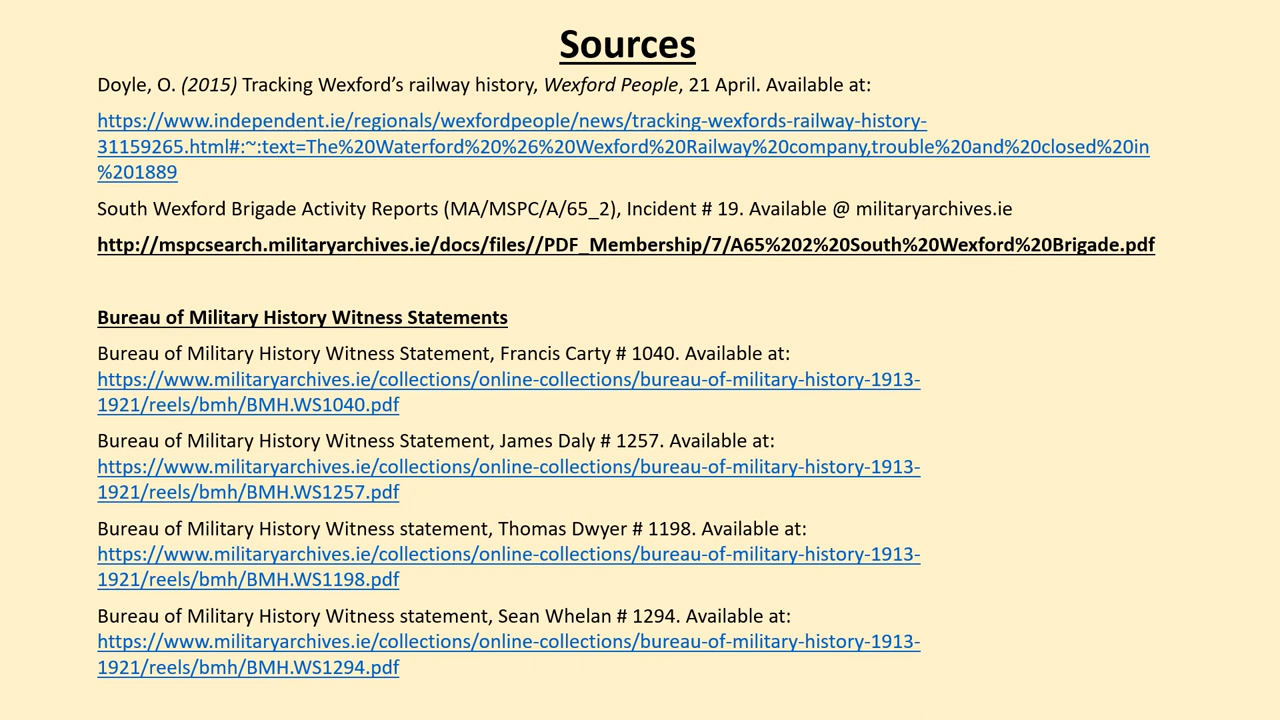 Sources
Doyle, O. (2015) Tracking Wexford’s railway history, Wexford People, 21 April. Available at:
https://www.independent.ie/regionals/wexfordpeople/news/tracking-wexfords-railway-history-
31159265.html#:~:text=The%20Waterford%20%26%20Wexford%20Railway%20company,trouble%20and%20closed%20in
%201889
South Wexford Brigade Activity Reports (MA/MSPC/A/65_2), Incident # 19. Available @ militaryarchives.ie
http://mspcsearch.militaryarchives.ie/docs/files//PDF_Membership/7/A65%202%20South%20Wexford%20Brigade.pdf
Bureau of Military History Witness Statements
Bureau of Military History Witness Statement, Francis Carty # 1040. Available at:
https://www.militaryarchives.ie/collections/online-collections/bureau-of-military-history-1913-
1921/reels/bmh/BMH.WS1040.pdf
Bureau of Military History Witness Statement, James Daly # 1257. Available at:
https://www.militaryarchives.ie/collections/online-collections/bureau-of-military-history-1913-
1921/reels/bmh/BMH.WS1257.pdf
Bureau of Military History Witness statement, Thomas Dwyer # 1198. Available at:
https://www.militaryarchives.ie/collections/online-collections/bureau-of-military-history-1913-
1921/reels/bmh/BMH.WS1198.pdf
Bureau of Military History Witness statement, Sean Whelan # 1294. Available at:
https://www.militaryarchives.ie/collections/online-collections/bureau-of-military-history-1913-
1921/reels/bmh/BMH.WS1294.pdf